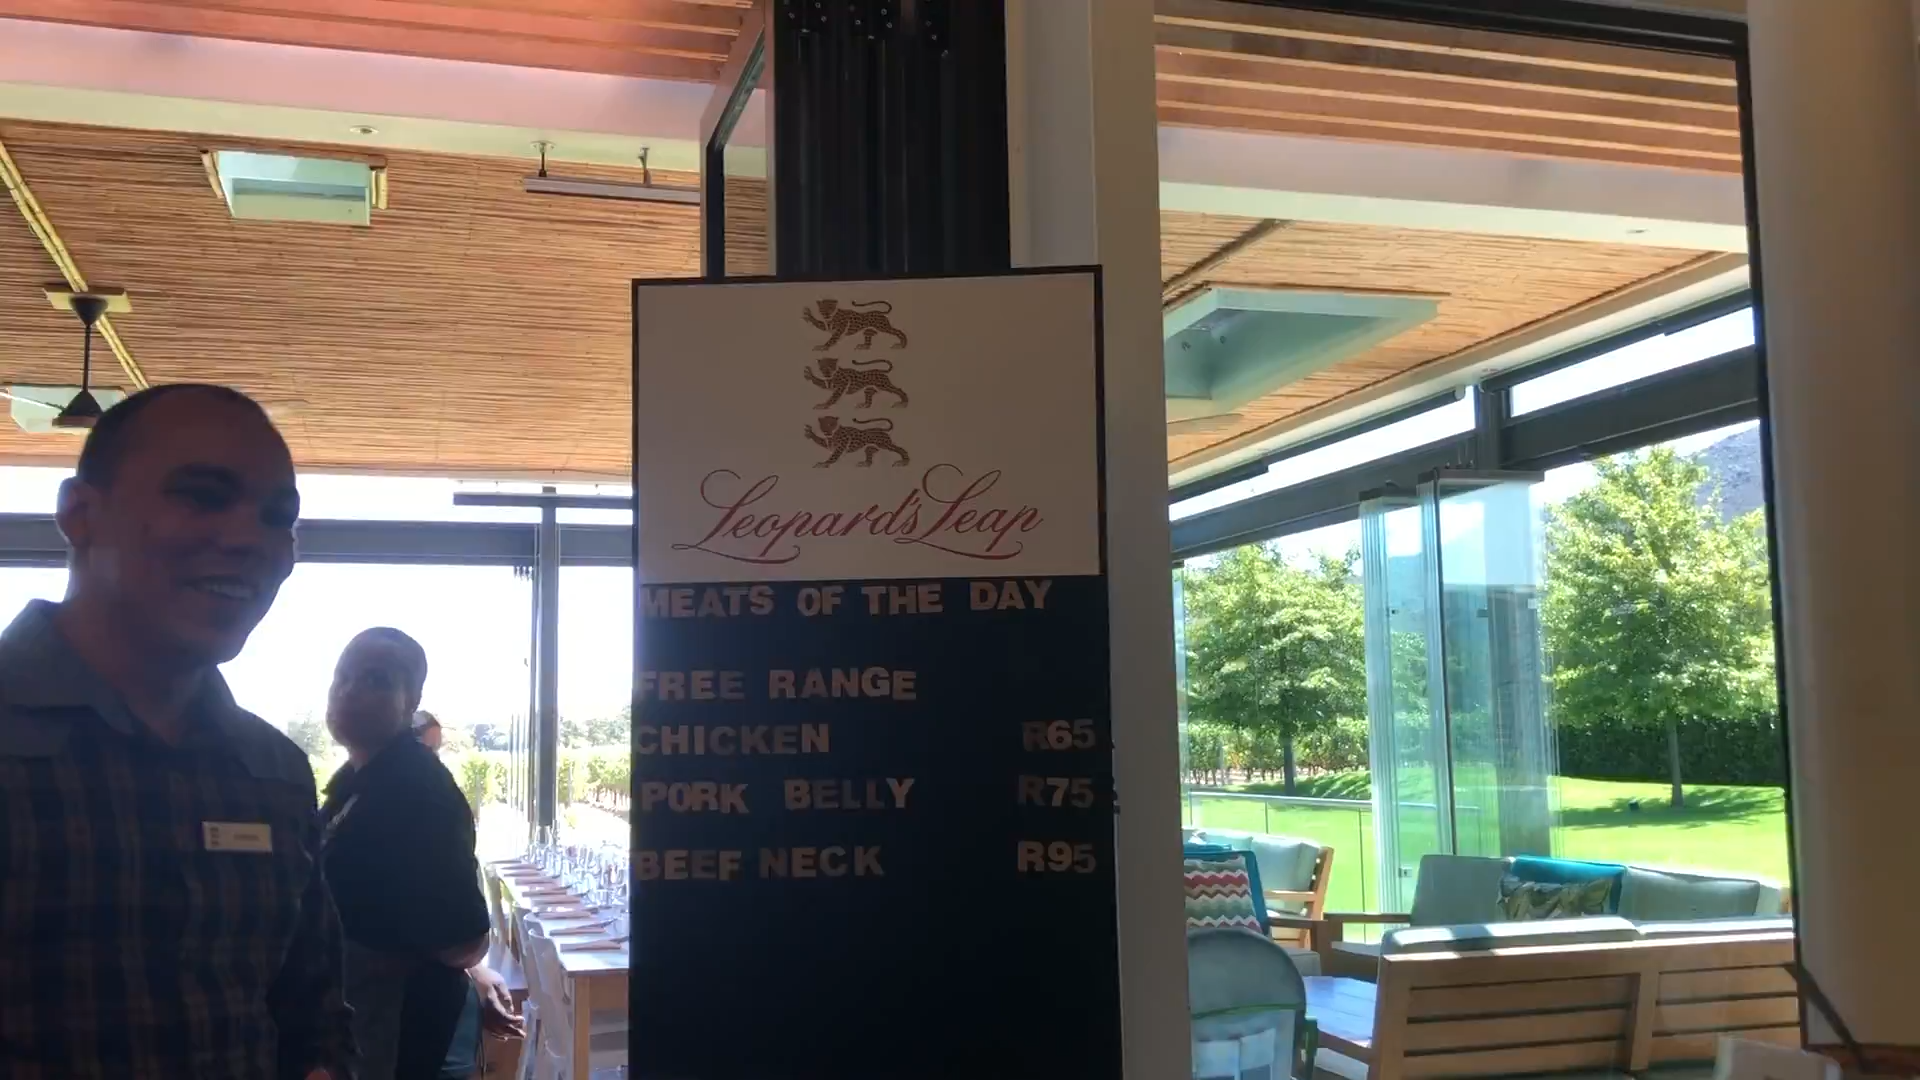 Leopard's Leap
MEATS OF THE DAY
FREE RANGE
CHICKEN R65
PORK BELLY R75
BEEF NECK R95